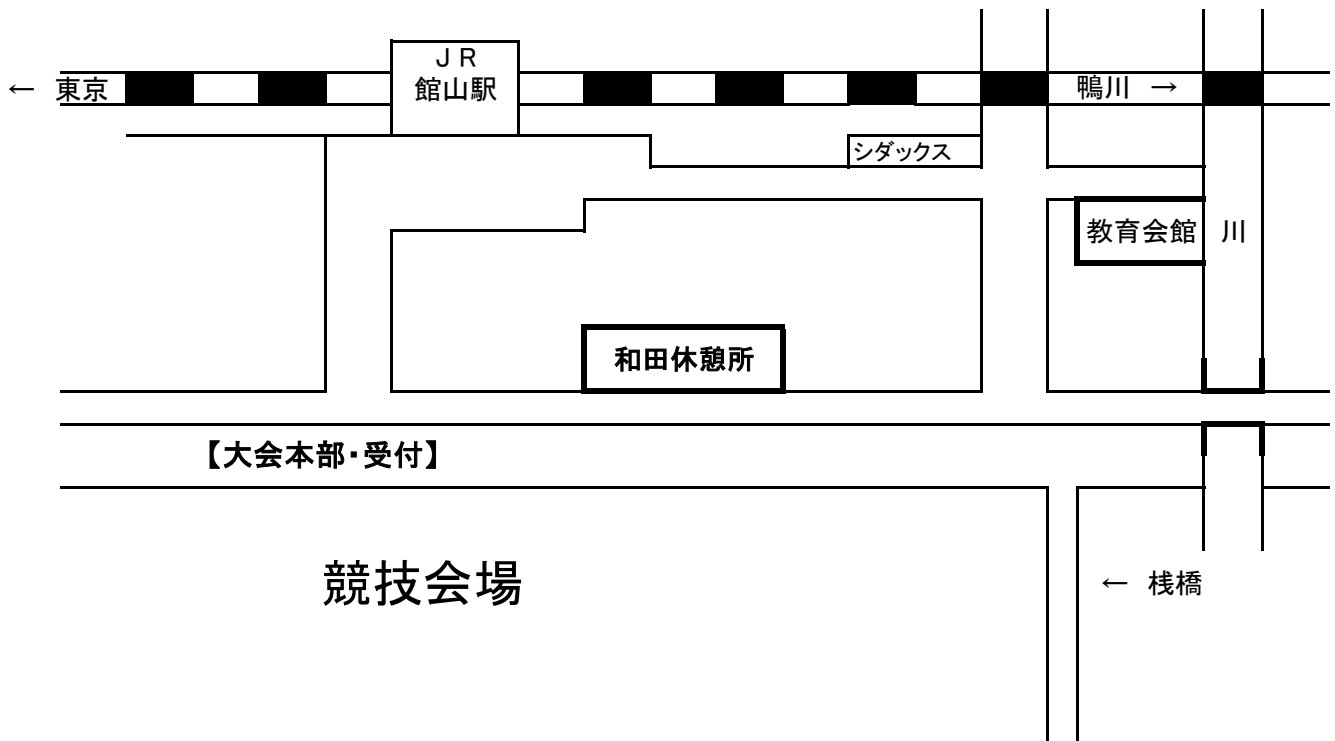 ＪＲ
館山駅
← 東京
鴨川 →
シダックス
教育会館
川
和田休憩所
【大会本部・受付】
競技会場
← 桟橋